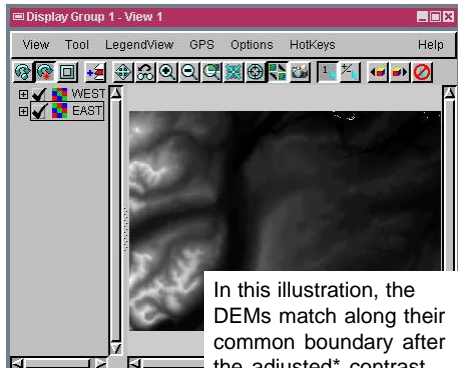 Display Group 1 - View 1
View Tool LegendView GPS Options HotKeys Help
WEST
EAST
In this illustration, the
DEMs match along their
common boundary after
the adjusted* contrast